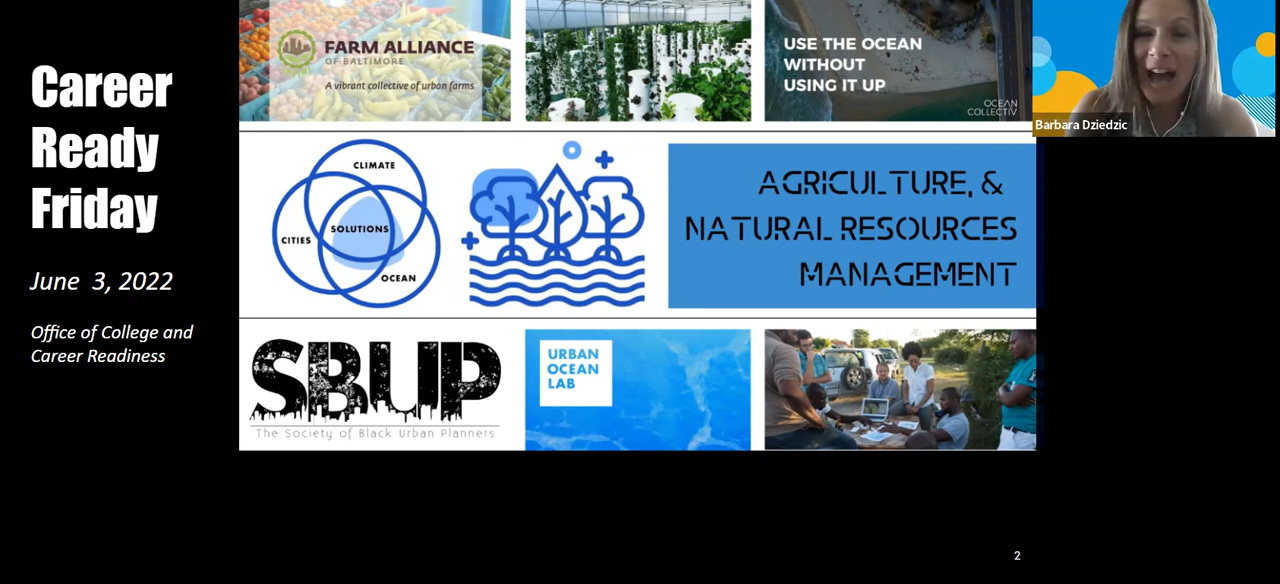 Career
Ready
Friday
June 3, 2022
Office of College and
Career Readiness
FARM ALLIANCE
OF BALTIMORE
A vibrant collective of urban farms
USE THE OCEAN
WITHOUT
USING IT UP
OCEAN
COLLECTIV
Barbara Dziedzic
CLIMATE
CITIES
SOLUTIONS
OCEAN
AGRICULTURE, &
NATURAL RESOURCES
MANAGEMENT
SBUP
The Society of Black Urban Planners
URBAN
OCEAN
LAB
2